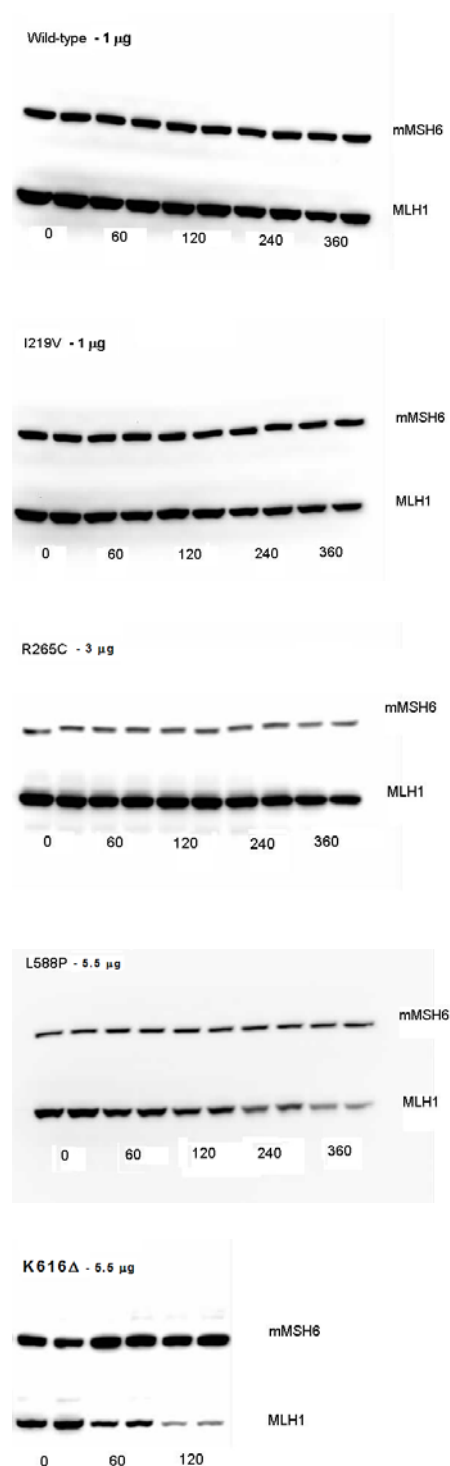 Wild-type - 1 µg
mMSH6
MLH1
0 60 120 240 360
I219V - 1 µg
mMSH6
MLH1
0 60 120 240 360
R265C - 3 µg
mMSH6
MLH1
0 60 120 240 360
L588P - 5.5 µg
mMSH6
MLH1
0 60 120 240 360
K616Δ - 5.5 µg
mMSH6
MLH1
0 60 120